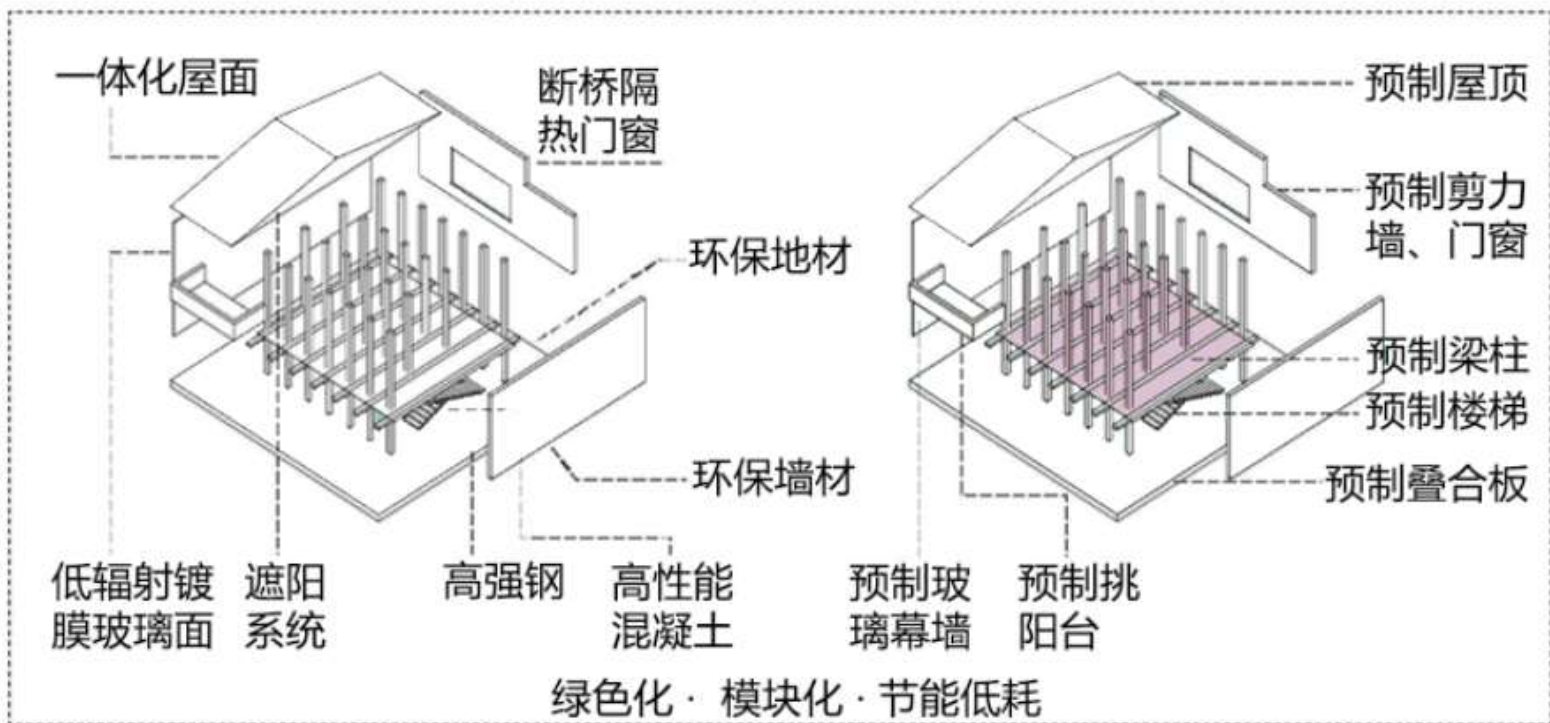 一体化屋面
断桥隔
热门窗
环保地材
环保墙材
低辐射镀
膜玻璃面
遮阳
系统
高强钢
高性能
混凝土
预制屋顶
预制剪力
墙、门窗
预制梁柱
预制楼梯
预制叠合板
预制玻
璃幕墙
预制挑
阳台
绿色化· 模块化·节能低耗